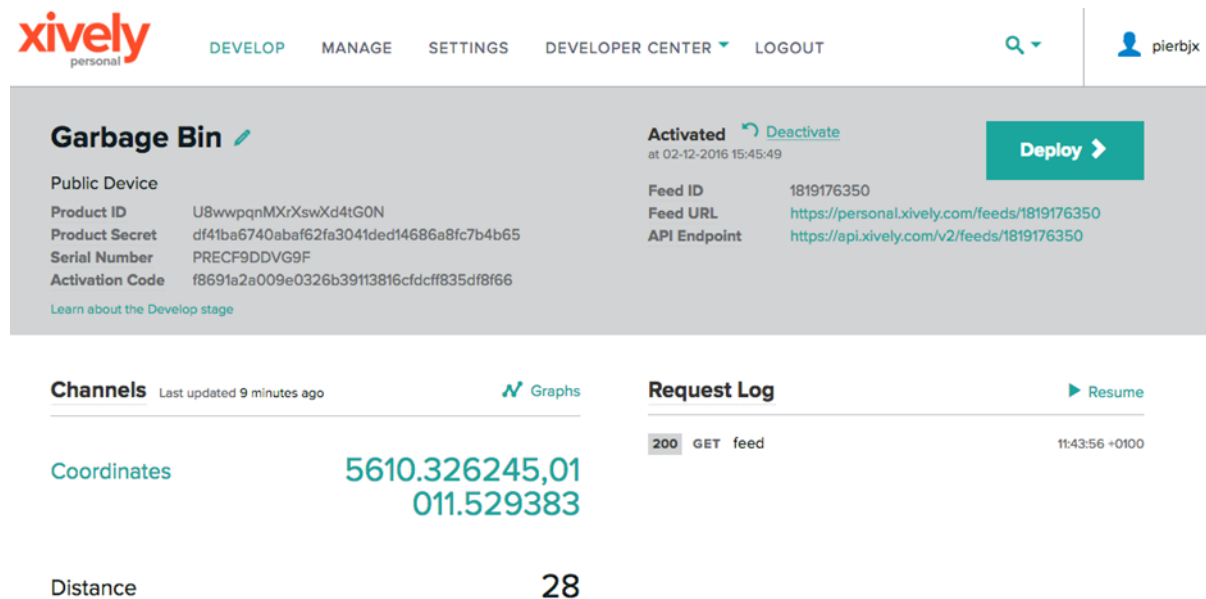 xively
personal
DEVELOP MANAGE SETTINGS DEVELOPER CENTER LOGOUT
pierbjx
Garbage Bin
Public Device
Product ID U8wwpqnMXrXswXd4tG0N
Product Secret df41ba6740abaf62fa3041ded14686a8fc7b4b65
Serial Number PRECF9DDVG9F
Activation Code f8691a2a009e0326b39113816cfdcff835df8f66
Learn about the Develop stage
Activated Deactivate
at 02-12-2016 15:45:49
Feed ID 1819176350
Feed URL https://personal.xively.com/feeds/1819176350
API Endpoint https://api.xively.com/v2/feeds/1819176350
Deploy
Channels Last updated 9 minutes ago Graphs
Coordinates 5610.326245,01
011.529383
Distance 28
Request Log Resume
200 GET feed 11:43:56 +0100